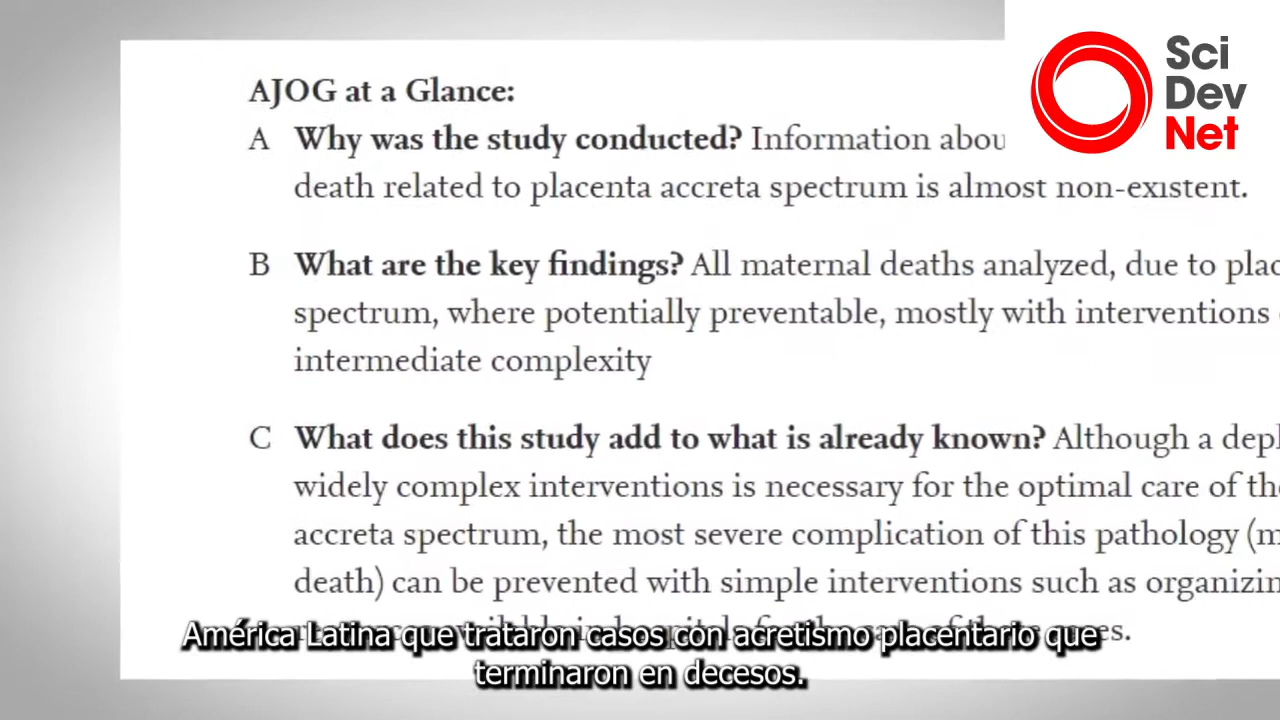 AJOG at a Glance:
A Why was the study conducted? Information abou
death related to placenta accreta spectrum is almost non-existent.
B What are the key findings? All maternal deaths analyzed, due to plac
spectrum, where potentially preventable, mostly with interventions
intermediate complexity
C What does this study add to what is already known? Although a depl
widely complex interventions is necessary for the optimal care of the
accreta spectrum, the most severe complication of this pathology (m
death) can be prevented with simple interventions such as organizin
América Latina que trataron casos con acretismo placentario que
terminaron en decesos.
Sci
Dev
Net